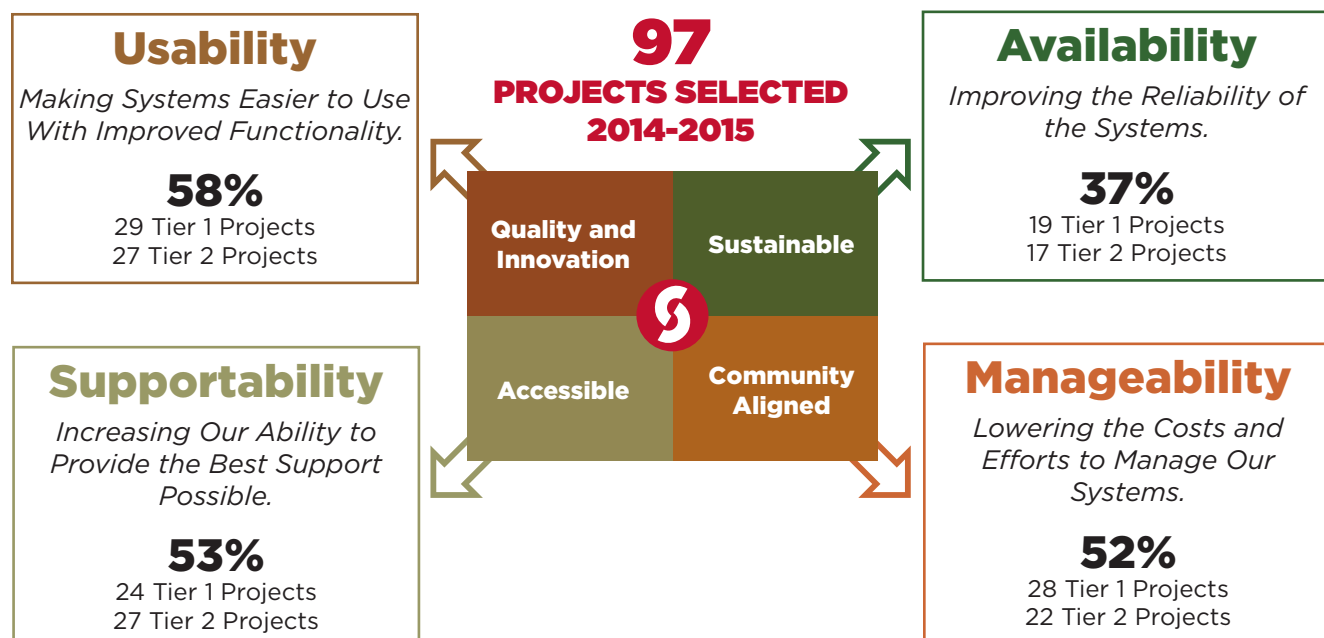 Usability
Making Systems Easier to Use
With Improved Functionality.
58%
29 Tier 1 Projects
27 Tier 2 Projects
97
PROJECTS SELECTED
2014-2015
Availability
Improving the Reliability of
the Systems.
37%
19 Tier 1 Projects
17 Tier 2 Projects
Quality and
Innovation
Sustainable
Accessible
Community
Aligned
Supportability
Increasing Our Ability to
Provide the Best Support
Possible.
53%
24 Tier 1 Projects
27 Tier 2 Projects
Manageability
Lowering the Costs and
Efforts to Manage Our
Systems.
52%
28 Tier 1 Projects
22 Tier 2 Projects